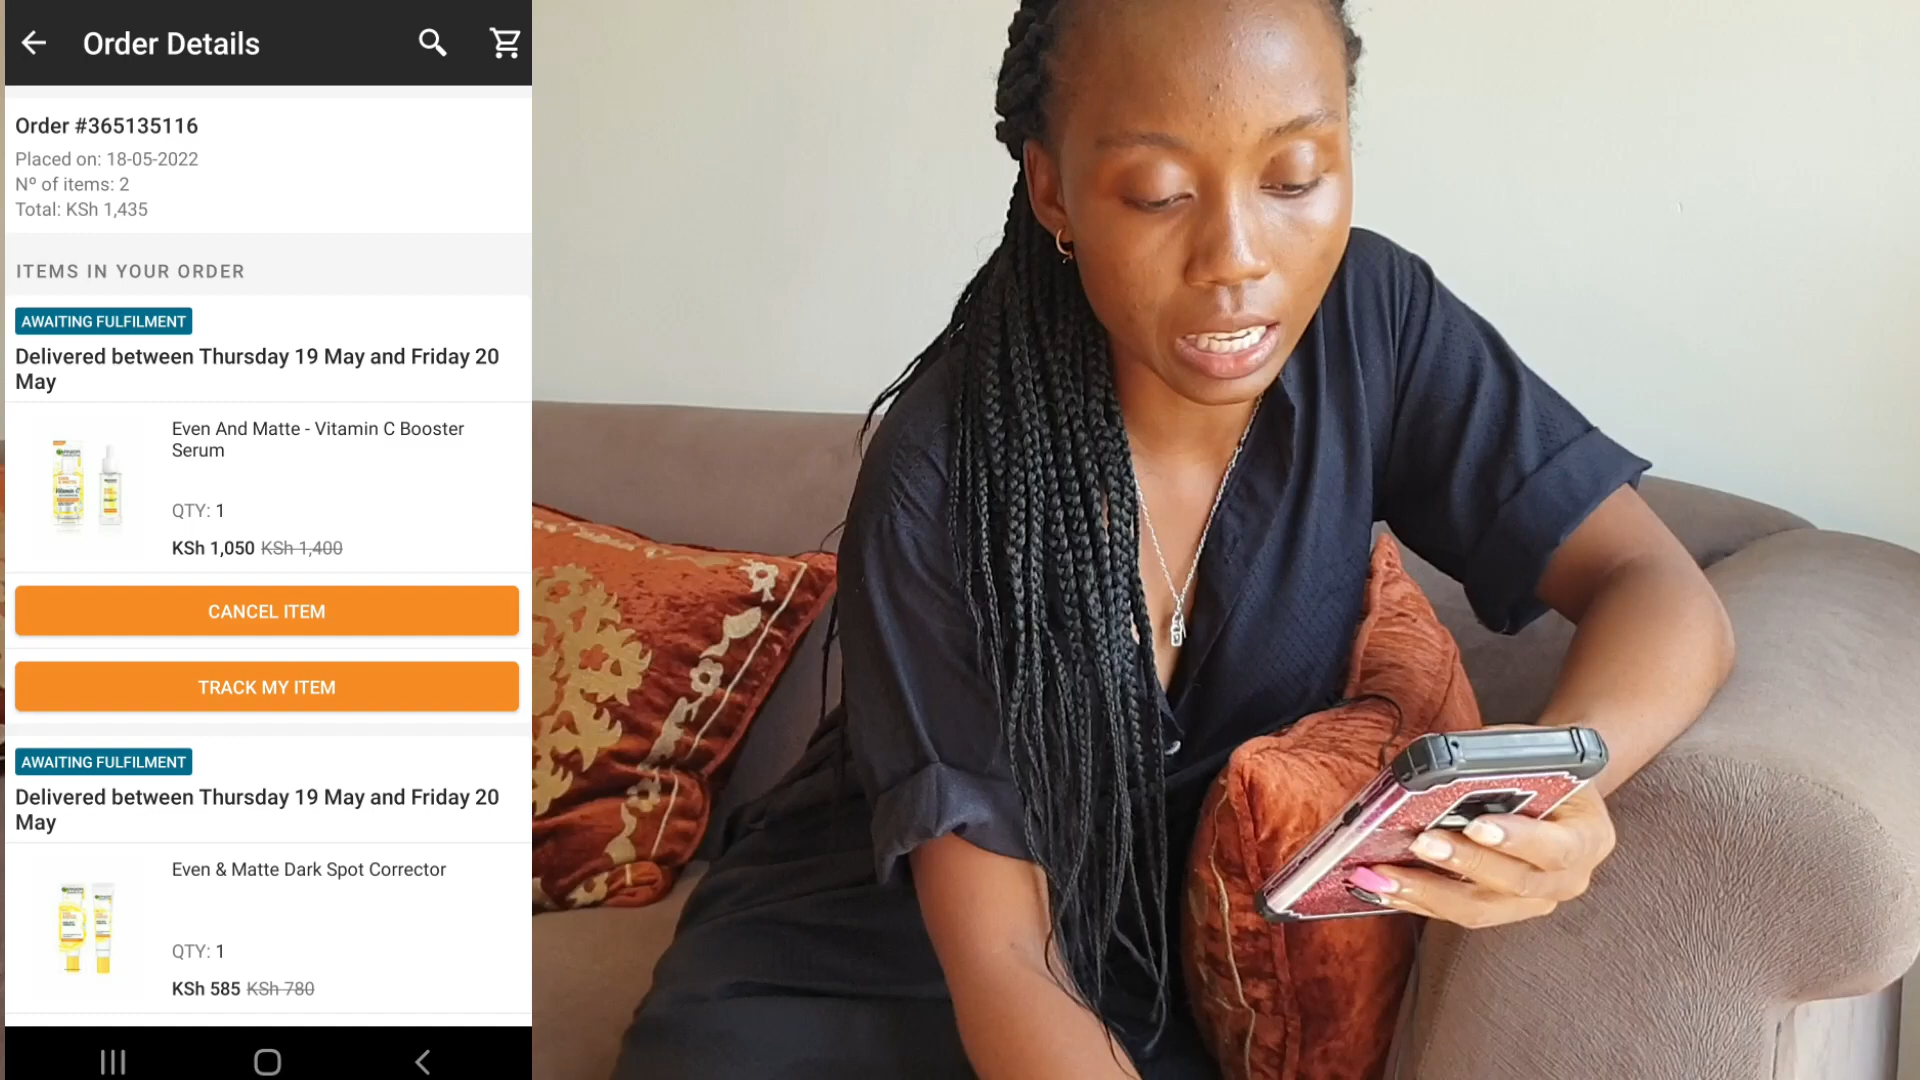 Order Details
Order #365135116
Placed on: 18-05-2022
Nº of items: 2
Total: KSh 1,435
ITEMS IN YOUR ORDER
AWAITING FULFILMENT
Delivered between Thursday 19 May and Friday 20
May
Even And Matte - Vitamin C Booster
Serum
QTY: 1
KSh 1,050 KSh 1,400
CANCEL ITEM
TRACK MY ITEM
AWAITING FULFILMENT
Delivered between Thursday 19 May and Friday 20
May
Even & Matte Dark Spot Corrector
QTY: 1
KSh 585 KSh 780